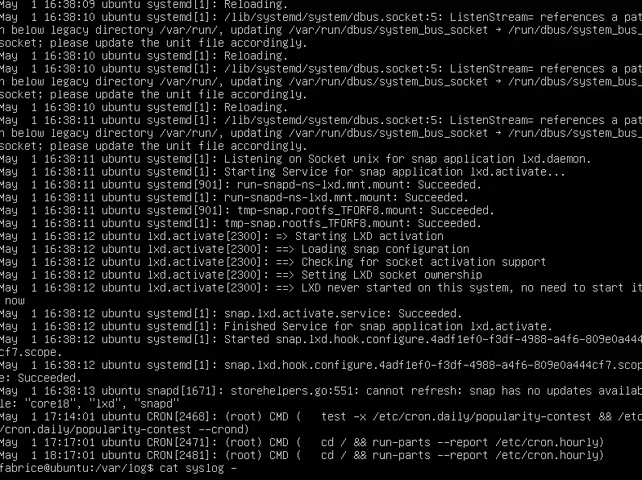 May  1 16:38:09 ubuntu systemd[1]: Reloading.
May  1 16:38:10 ubuntu systemd[1]: /lib/systemd/system/dbus.socket:5: ListenStream= references a pat
h below legacy directory /var/run/, updating /var/run/dbus/system_bus_socket → /run/dbus/system_bus_
socket; please update the unit file accordingly.
May  1 16:38:10 ubuntu systemd[1]: Reloading.
May  1 16:38:10 ubuntu systemd[1]: /lib/systemd/system/dbus.socket:5: ListenStream= references a pat
h below legacy directory /var/run/, updating /var/run/dbus/system_bus_socket → /run/dbus/system_bus_
socket; please update the unit file accordingly.
May  1 16:38:10 ubuntu systemd[1]: Reloading.
May  1 16:38:11 ubuntu systemd[1]: /lib/systemd/system/dbus.socket:5: ListenStream= references a pat
h below legacy directory /var/run/, updating /var/run/dbus/system_bus_socket → /run/dbus/system_bus_
socket; please update the unit file accordingly.
May  1 16:38:11 ubuntu systemd[1]: Listening on Socket unix for snap application lxd.daemon.
May  1 16:38:11 ubuntu systemd[1]: Starting Service for snap application lxd.activate...
May  1 16:38:11 ubuntu systemd[901]: run-snapd-ns-lxd.mnt.mount: Succeeded.
May  1 16:38:11 ubuntu systemd[1]: run-snapd-ns-lxd.mnt.mount: Succeeded.
May  1 16:38:11 ubuntu systemd[901]: tmp-snap.rootfs_TFORF8.mount: Succeeded.
May  1 16:38:11 ubuntu systemd[1]: tmp-snap.rootfs_TFORF8.mount: Succeeded.
May  1 16:38:12 ubuntu lxd.activate[2300]: => Starting LXD activation
May  1 16:38:12 ubuntu lxd.activate[2300]: ==> Loading snap configuration
May  1 16:38:12 ubuntu lxd.activate[2300]: ==> Checking for socket activation support
May  1 16:38:12 ubuntu lxd.activate[2300]: ==> Setting LXD socket ownership
May  1 16:38:12 ubuntu lxd.activate[2300]: ==> LXD never started on this system, no need to start it
 now
May  1 16:38:12 ubuntu systemd[1]: snap.lxd.activate.service: Succeeded.
May  1 16:38:12 ubuntu systemd[1]: Finished Service for snap application lxd.activate.
May  1 16:38:12 ubuntu systemd[1]: Started snap.lxd.hook.configure.4adf1ef0-f3df-4988-a4f6-809e0a444
cf7.scope.
May  1 16:38:12 ubuntu systemd[1]: snap.lxd.hook.configure.4adf1ef0-f3df-4988-a4f6-809e0a444cf7.scop
e: Succeeded.
May  1 16:38:13 ubuntu snapd[1671]: storehelpers.go:551: cannot refresh: snap has no updates availab
le: "core18", "lxd", "snapd"
May  1 17:14:01 ubuntu CRON[2468]: (root) CMD (   test -x /etc/cron.daily/popularity-contest && /etc
/cron.daily/popularity-contest --crond)
May  1 17:17:01 ubuntu CRON[2471]: (root) CMD (   cd / && run-parts --report /etc/cron.hourly)
May  1 18:17:01 ubuntu CRON[2481]: (root) CMD (   cd / && run-parts --report /etc/cron.hourly)
fabrice@ubuntu:/var/log$ cat syslog -